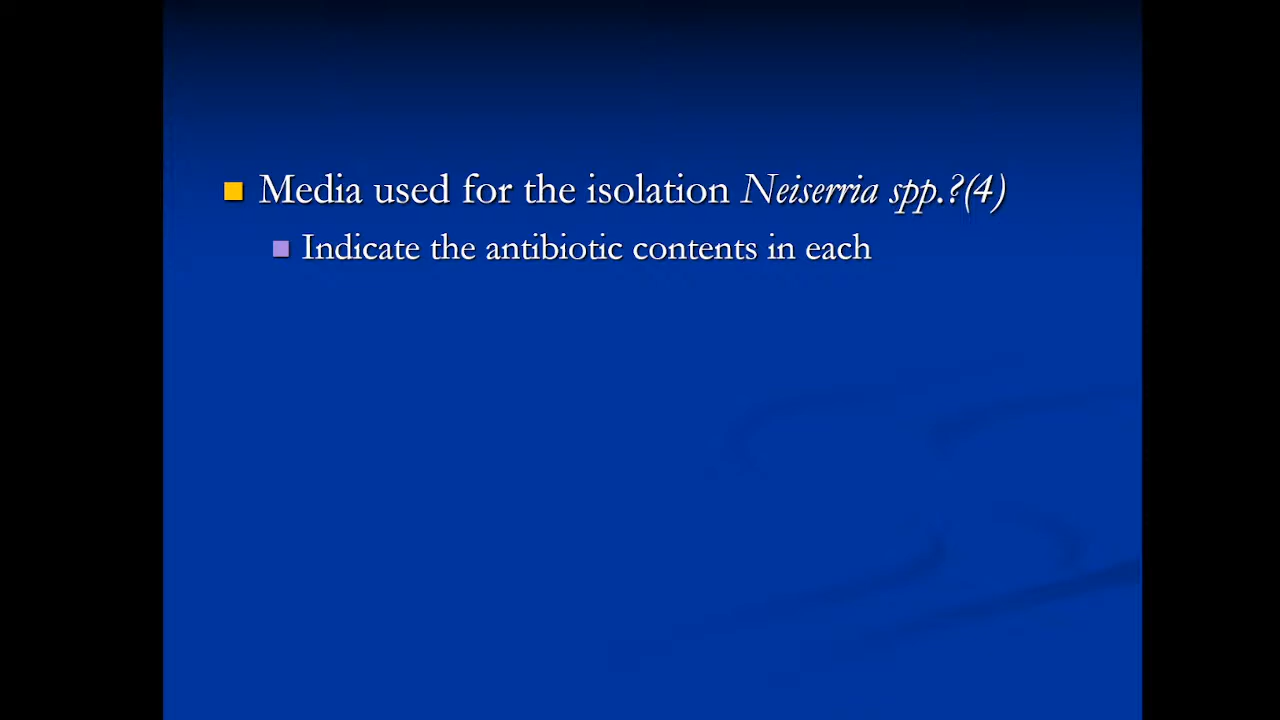 Media used for the isolation Neiserria spp.?(4)
Indicate the antibiotic contents in each